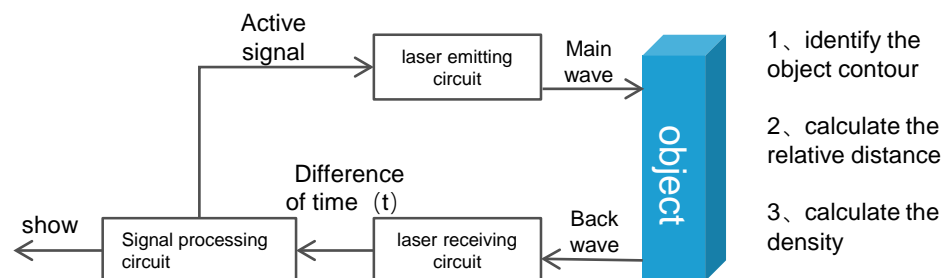 Active
signal
laser emitting
circuit
Main
wave
object
1、identify the
object contour
2、calculate the
relative distance
3、calculate the
density
Difference
of time（t）
show
Signal processing
circuit
laser receiving
circuit
Back
wave